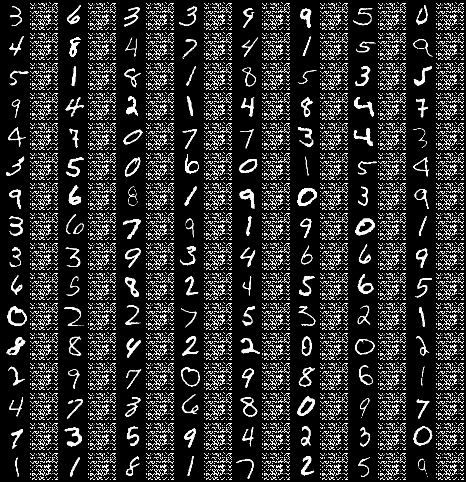 3 6 3 3 9 9 5 0
4 8 4 7 4 1 5 9
5 1 8 1 8 5 3 5
9 4 2 1 4 8 4 7
4 7 0 7 7 3 4 3
3 5 0 6 0 1 5 4
9 6 8 1 9 0 3 9
3 6 7 9 1 9 0 1
3 3 9 3 4 6 6 9
6 5 8 2 4 5 6 5
0 2 2 7 5 3 2 1
8 8 4 2 2 0 0 2
2 9 7 0 9 8 6 1
4 7 3 6 8 0 9 7
7 3 5 9 4 2 3 0
1 1 8 1 7 2 5 9